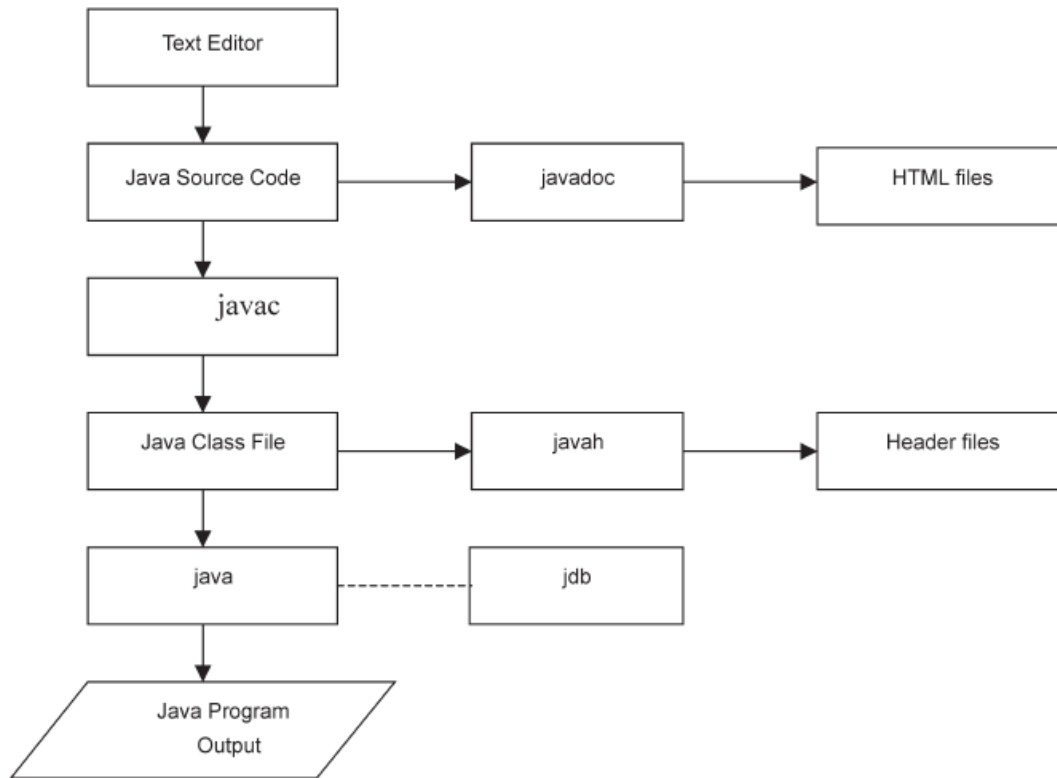 Text Editor
Java Source Code
javadoc
HTML files
javac
Java Class File
javah
Header files
java
jdb
Java Program
Output